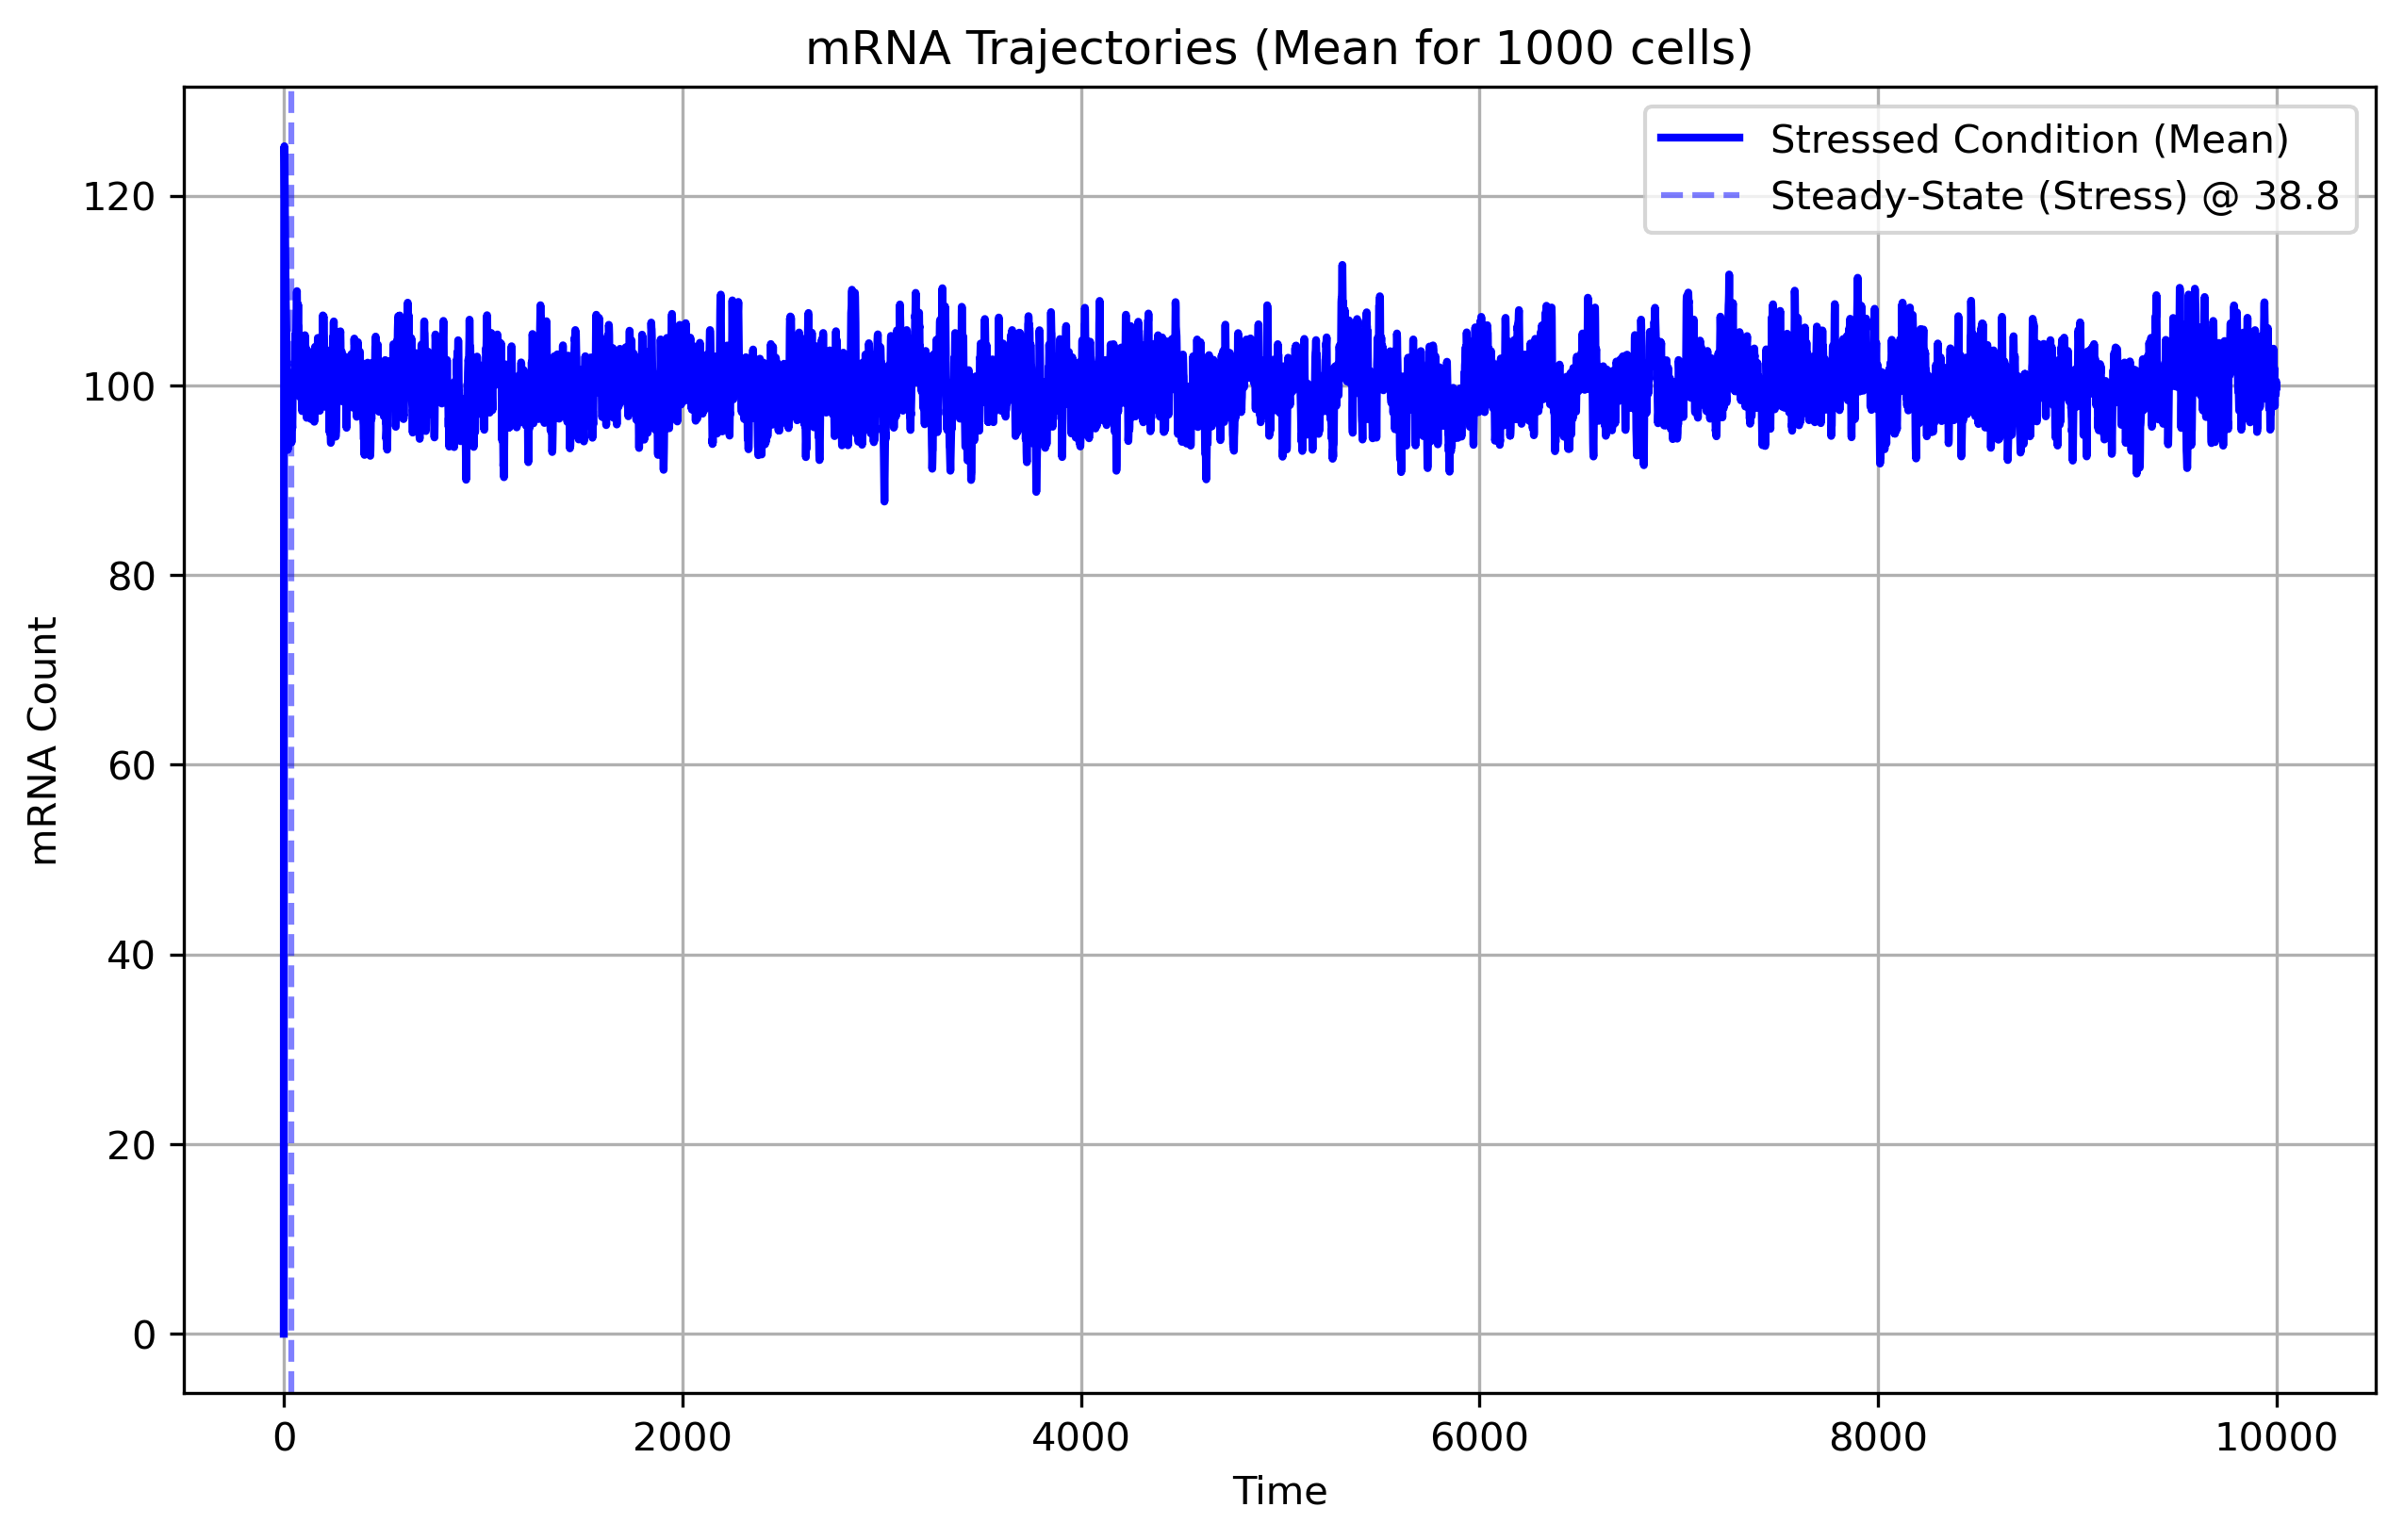 mRNA Trajectories (Mean for 1000 cells)
Stressed Condition (Mean)
Steady-State (Stress) @ 38.8
mRNA Count
120
100
80
60
40
20
0
0 2000 4000 6000 8000 10000
Time